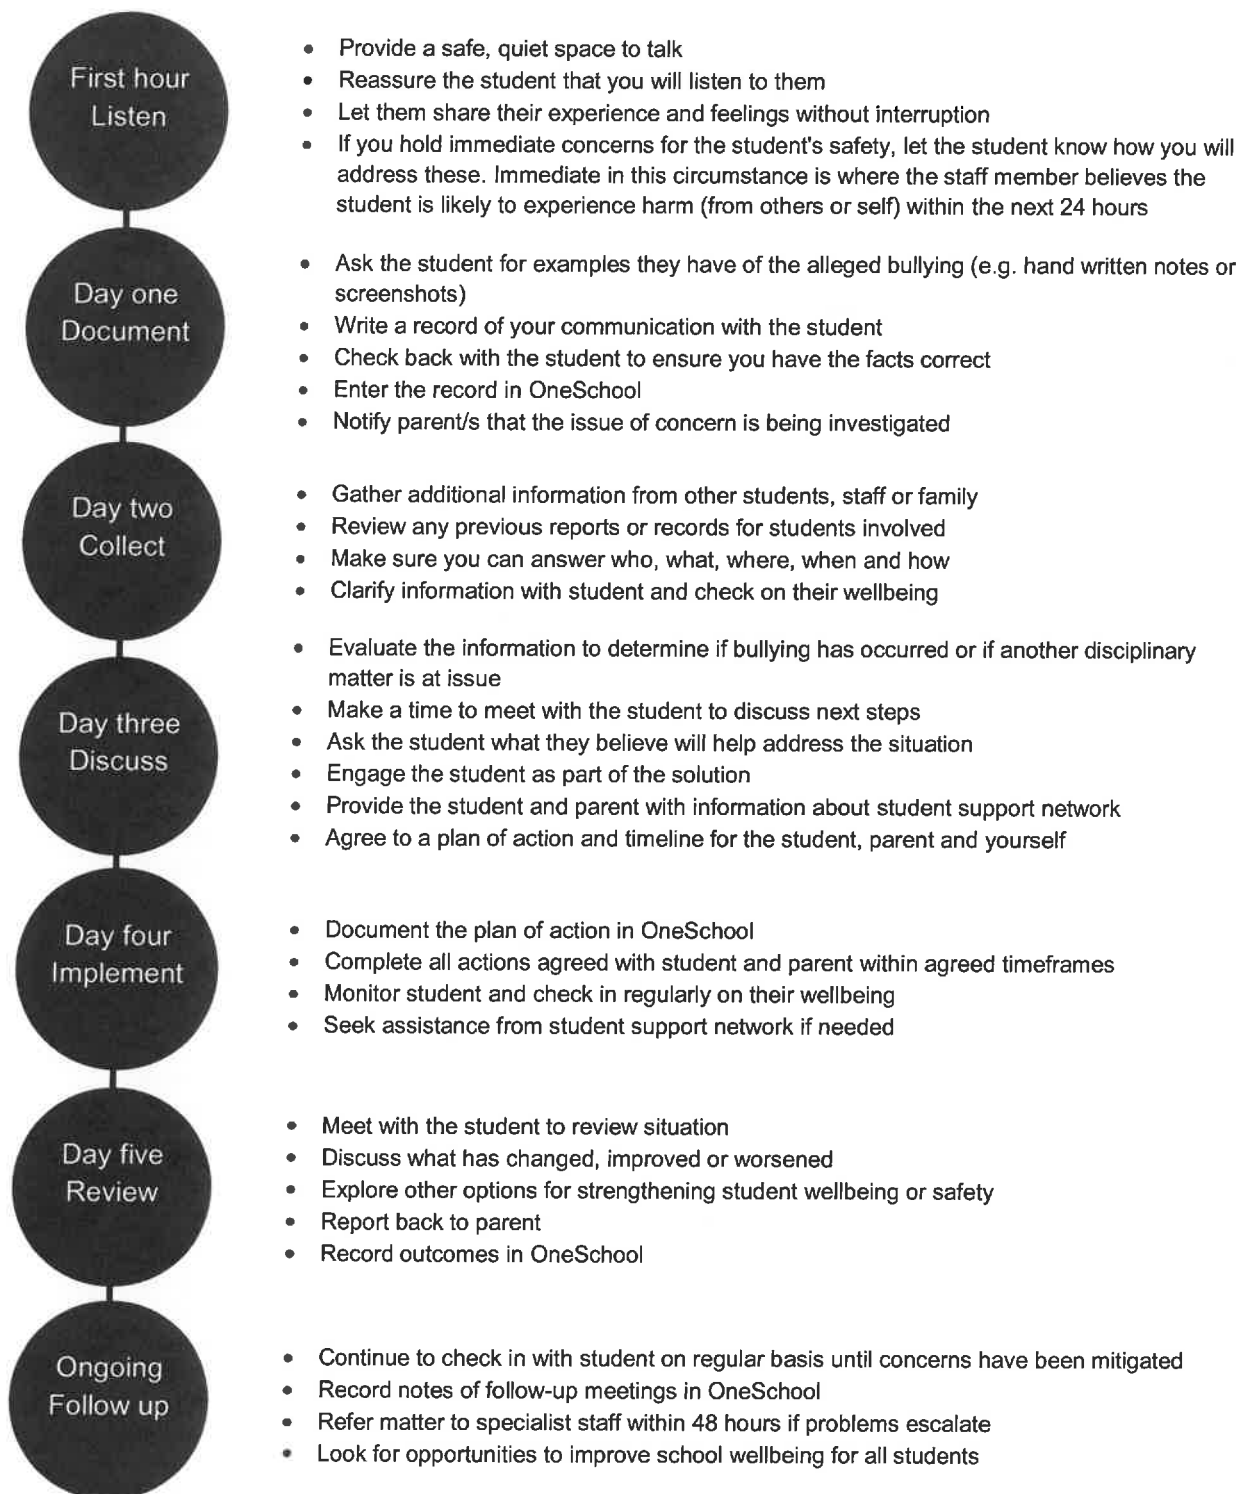 First hour
Listen
• Provide a safe, quiet space to talk
• Reassure the student that you will listen to them
• Let them share their experience and feelings without interruption
• If you hold immediate concerns for the student's safety, let the student know how you will
address these. Immediate in this circumstance is where the staff member believes the
student is likely to experience harm (from others or self) within the next 24 hours
Day one
Document
• Ask the student for examples they have of the alleged bullying (e.g. hand written notes or
screenshots)
• Write a record of your communication with the student
• Check back with the student to ensure you have the facts correct
• Enter the record in OneSchool
• Notify parent/s that the issue of concern is being investigated
Day two
Collect
• Gather additional information from other students, staff or family
• Review any previous reports or records for students involved
• Make sure you can answer who, what, where, when and how
• Clarify information with student and check on their wellbeing
Day three
Discuss
• Evaluate the information to determine if bullying has occurred or if another disciplinary
matter is at issue
• Make a time to meet with the student to discuss next steps
• Ask the student what they believe will help address the situation
• Engage the student as part of the solution
• Provide the student and parent with information about student support network
• Agree to a plan of action and timeline for the student, parent and yourself
Day four
Implement
• Document the plan of action in OneSchool
• Complete all actions agreed with student and parent within agreed timeframes
• Monitor student and check in regularly on their wellbeing
• Seek assistance from student support network if needed
Day five
Review
• Meet with the student to review situation
• Discuss what has changed, improved or worsened
• Explore other options for strengthening student wellbeing or safety
• Report back to parent
• Record outcomes in OneSchool
Ongoing
Follow up
• Continue to check in with student on regular basis until concerns have been mitigated
• Record notes of follow-up meetings in OneSchool
• Refer matter to specialist staff within 48 hours if problems escalate
• Look for opportunities to improve school wellbeing for all students